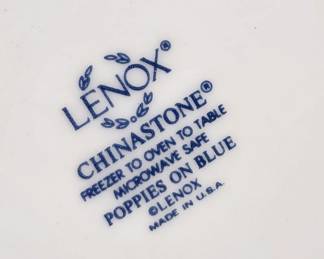 LENOX®
CHINASTONE®
FREEZER TO OVEN TO TABLE
MICROWAVE SAFE
POPPIES ON BLUE
©LENOX
MADE IN U.S.A.